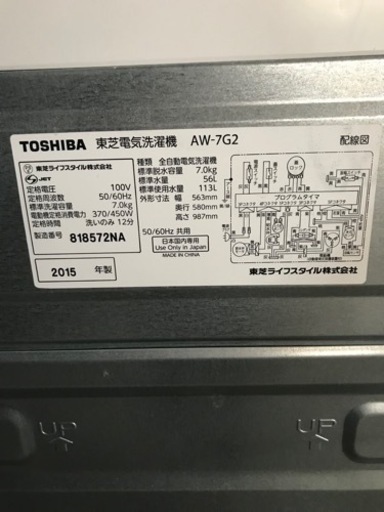 TOSHIBA 東芝電気洗濯機 AW-7G2 配線図
東芝ライフスタイル株式会社
JET
定格電圧 100V
定格周波数 50/60Hz
標準洗濯容量 7.0kg
電動機定格消費電力 370/450W
定格時間 洗いのみ 12分
製造番号 818572NA
2015 年製
種類 全自動電気洗濯機
標準脱水容量 7.0kg
標準水量 56L
標準使用水量 113L
外形寸法 幅 563mm
奥行 580mm
高さ 987mm
50/60Hz 共用
日本国内専用
Use Only in Japan
MADE IN CHINA
プログラムタイマ
東芝ライフスタイル株式会社
UP
UP